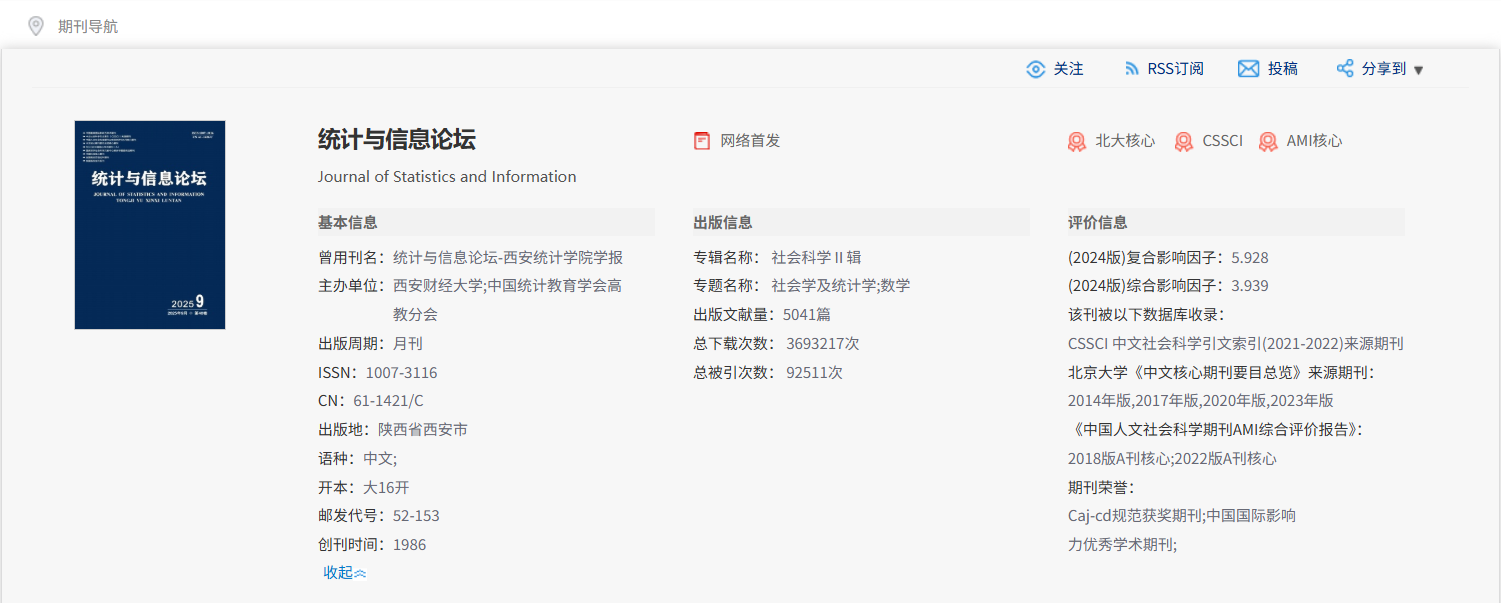 期刊导航
关注
RSS订阅
投稿
分享到
统计与信息论坛
JOURNAL OF STATISTICS AND INFORMATION
TONGJI YU XINXI LUNTAN
2025 9
统计与信息论坛
Journal of Statistics and Information
网络首发
北大核心
CSSCI
AMI核心
基本信息
曾用刊名：统计与信息论坛-西安统计学院学报
主办单位：西安财经大学;中国统计教育学会高
教分会
出版周期：月刊
ISSN：1007-3116
CN：61-1421/C
出版地：陕西省西安市
语种：中文;
开本：大16开
邮发代号：52-153
创刊时间：1986
收起
出版信息
专辑名称：社会科学Ⅱ辑
专题名称：社会学及统计学;数学
出版文献量：5041篇
总下载次数：3693217次
总被引次数：92511次
评价信息
(2024版)复合影响因子：5.928
(2024版)综合影响因子：3.939
该刊被以下数据库收录：
CSSCI 中文社会科学引文索引(2021-2022)来源期刊
北京大学《中文核心期刊要目总览》来源期刊：
2014年版,2017年版,2020年版,2023年版
《中国人文社会科学期刊AMI综合评价报告》：
2018版A刊核心;2022版A刊核心
期刊荣誉：
Caj-cd规范获奖期刊;中国国际影响
力优秀学术期刊;